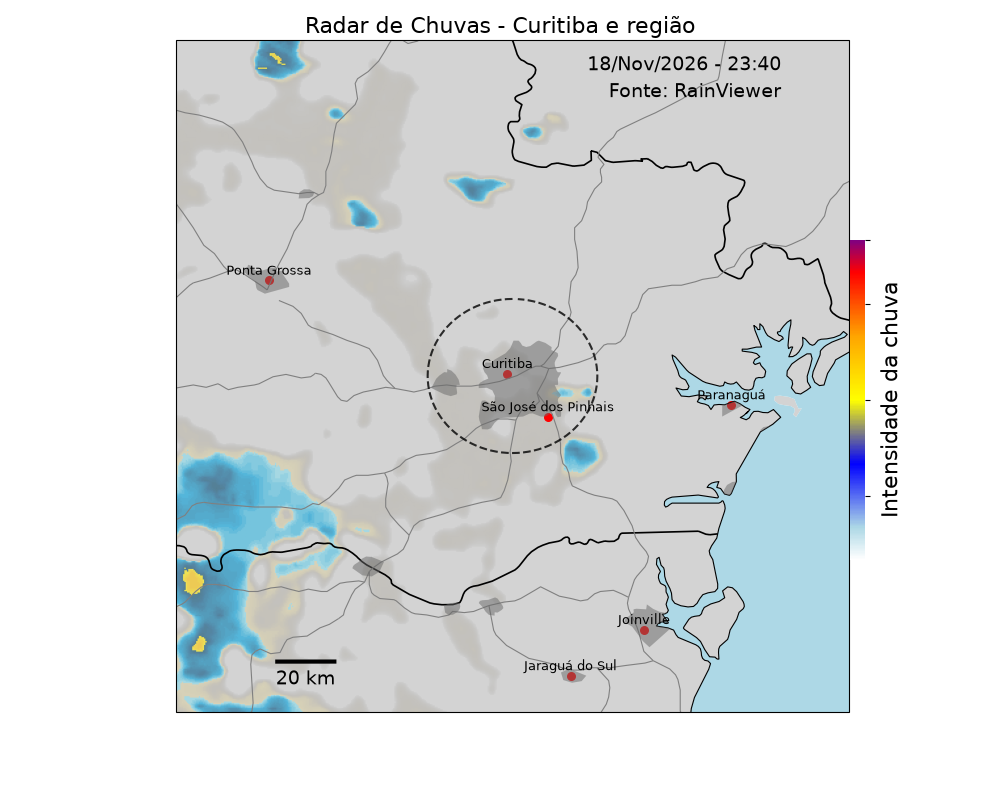 Radar de Chuvas - Curitiba e região
18/Nov/2026 - 23:40
Fonte: RainViewer
Ponta Grossa
Curitiba
Paranaguá
São José dos Pinhais
Intensidade da chuva
Joinville
Jaraguá do Sul
20 km